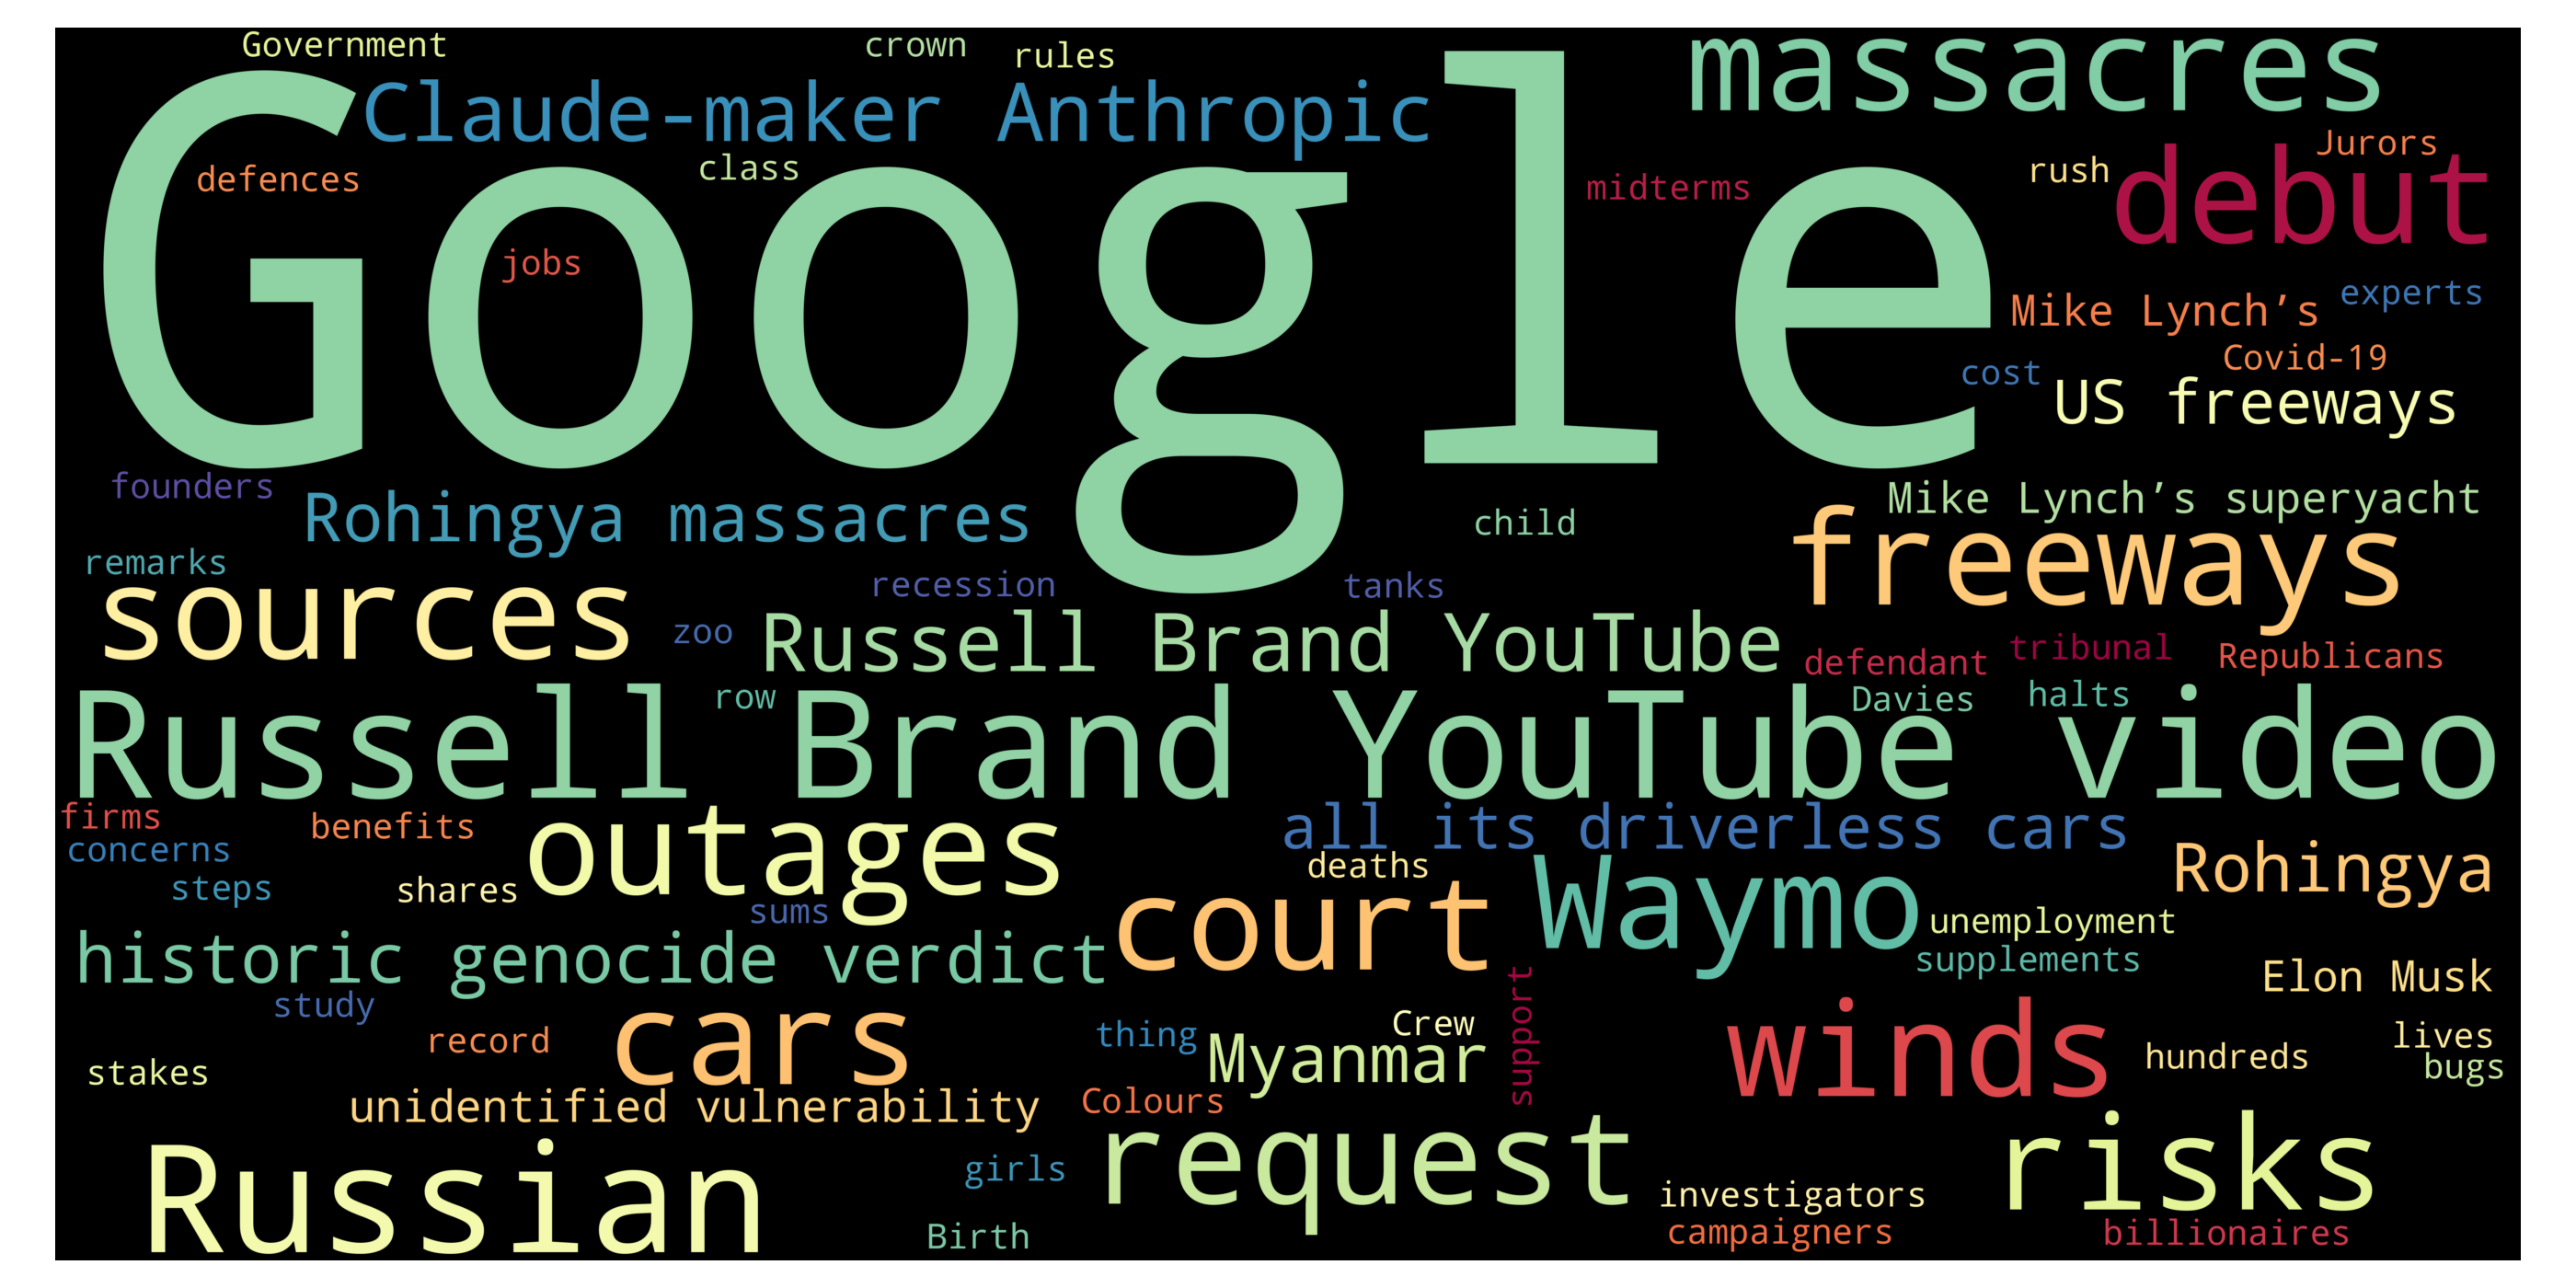 Government
crown
rules
massacres
Claude-maker Anthropic
Google
class
defences
jobs
midterms
Jurors
rush
debut
experts
Mike Lynch’s
Covid-19
cost
US freeways
founders
Rohingya massacres
child
Mike Lynch’s superyacht
freeways
remarks
recession
tanks
sources
zoo
Russell Brand YouTube
defendant
tribunal
Republicans
row
Davies
halts
Russell Brand YouTube video
firms
benefits
outages
all its driverless cars
concerns
deaths
Rohingya
steps
shares
sums
court
Waymo
unemployment
supplements
historic genocide verdict
Elon Musk
study
record
cars
thing
Crew
Myanmar
support
winds
lives
hundreds
bugs
stakes
unidentified vulnerability
Colours
Russian
girls
request
investigators
risks
Birth
campaigners
billionaires